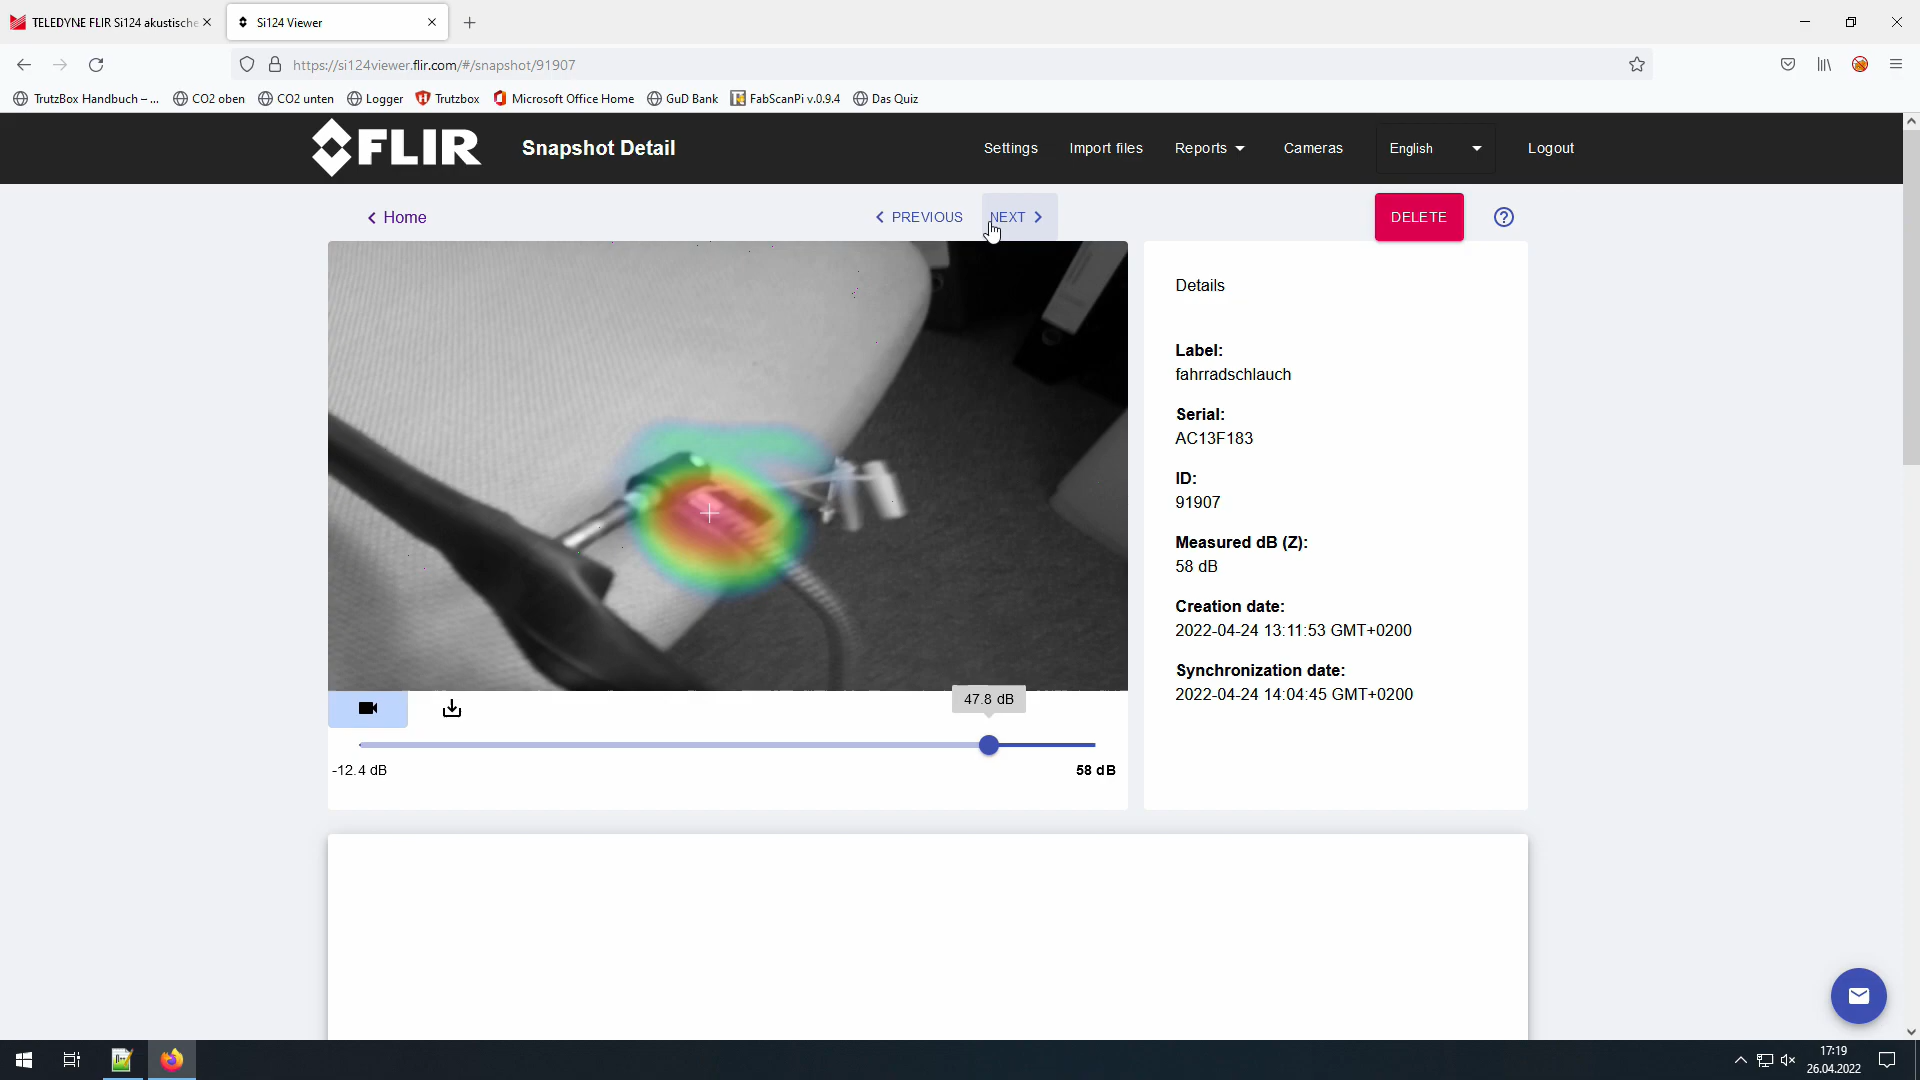 TELEDYNE FLIR Si124 akustische
Si124 Viewer
https://si124viewer.flir.com/#/snapshot/91907
TrutzBox Handbuch – ...
CO2 oben
CO2 unten
Logger
Trutzbox
Microsoft Office Home
GuD Bank
FabScanPi v.0.9.4
Das Quiz
FLIR
Snapshot Detail
Settings
Import files
Reports
Cameras
English
Logout
Home
PREVIOUS
NEXT
DELETE
Details
Label:
fahrradschlauch
Serial:
AC13F183
ID:
91907
Measured dB (Z):
58 dB
Creation date:
2022-04-24 13:11:53 GMT+0200
Synchronization date:
2022-04-24 14:04:45 GMT+0200
47.8 dB
-12.4 dB
58 dB
17:19
26.04.2022